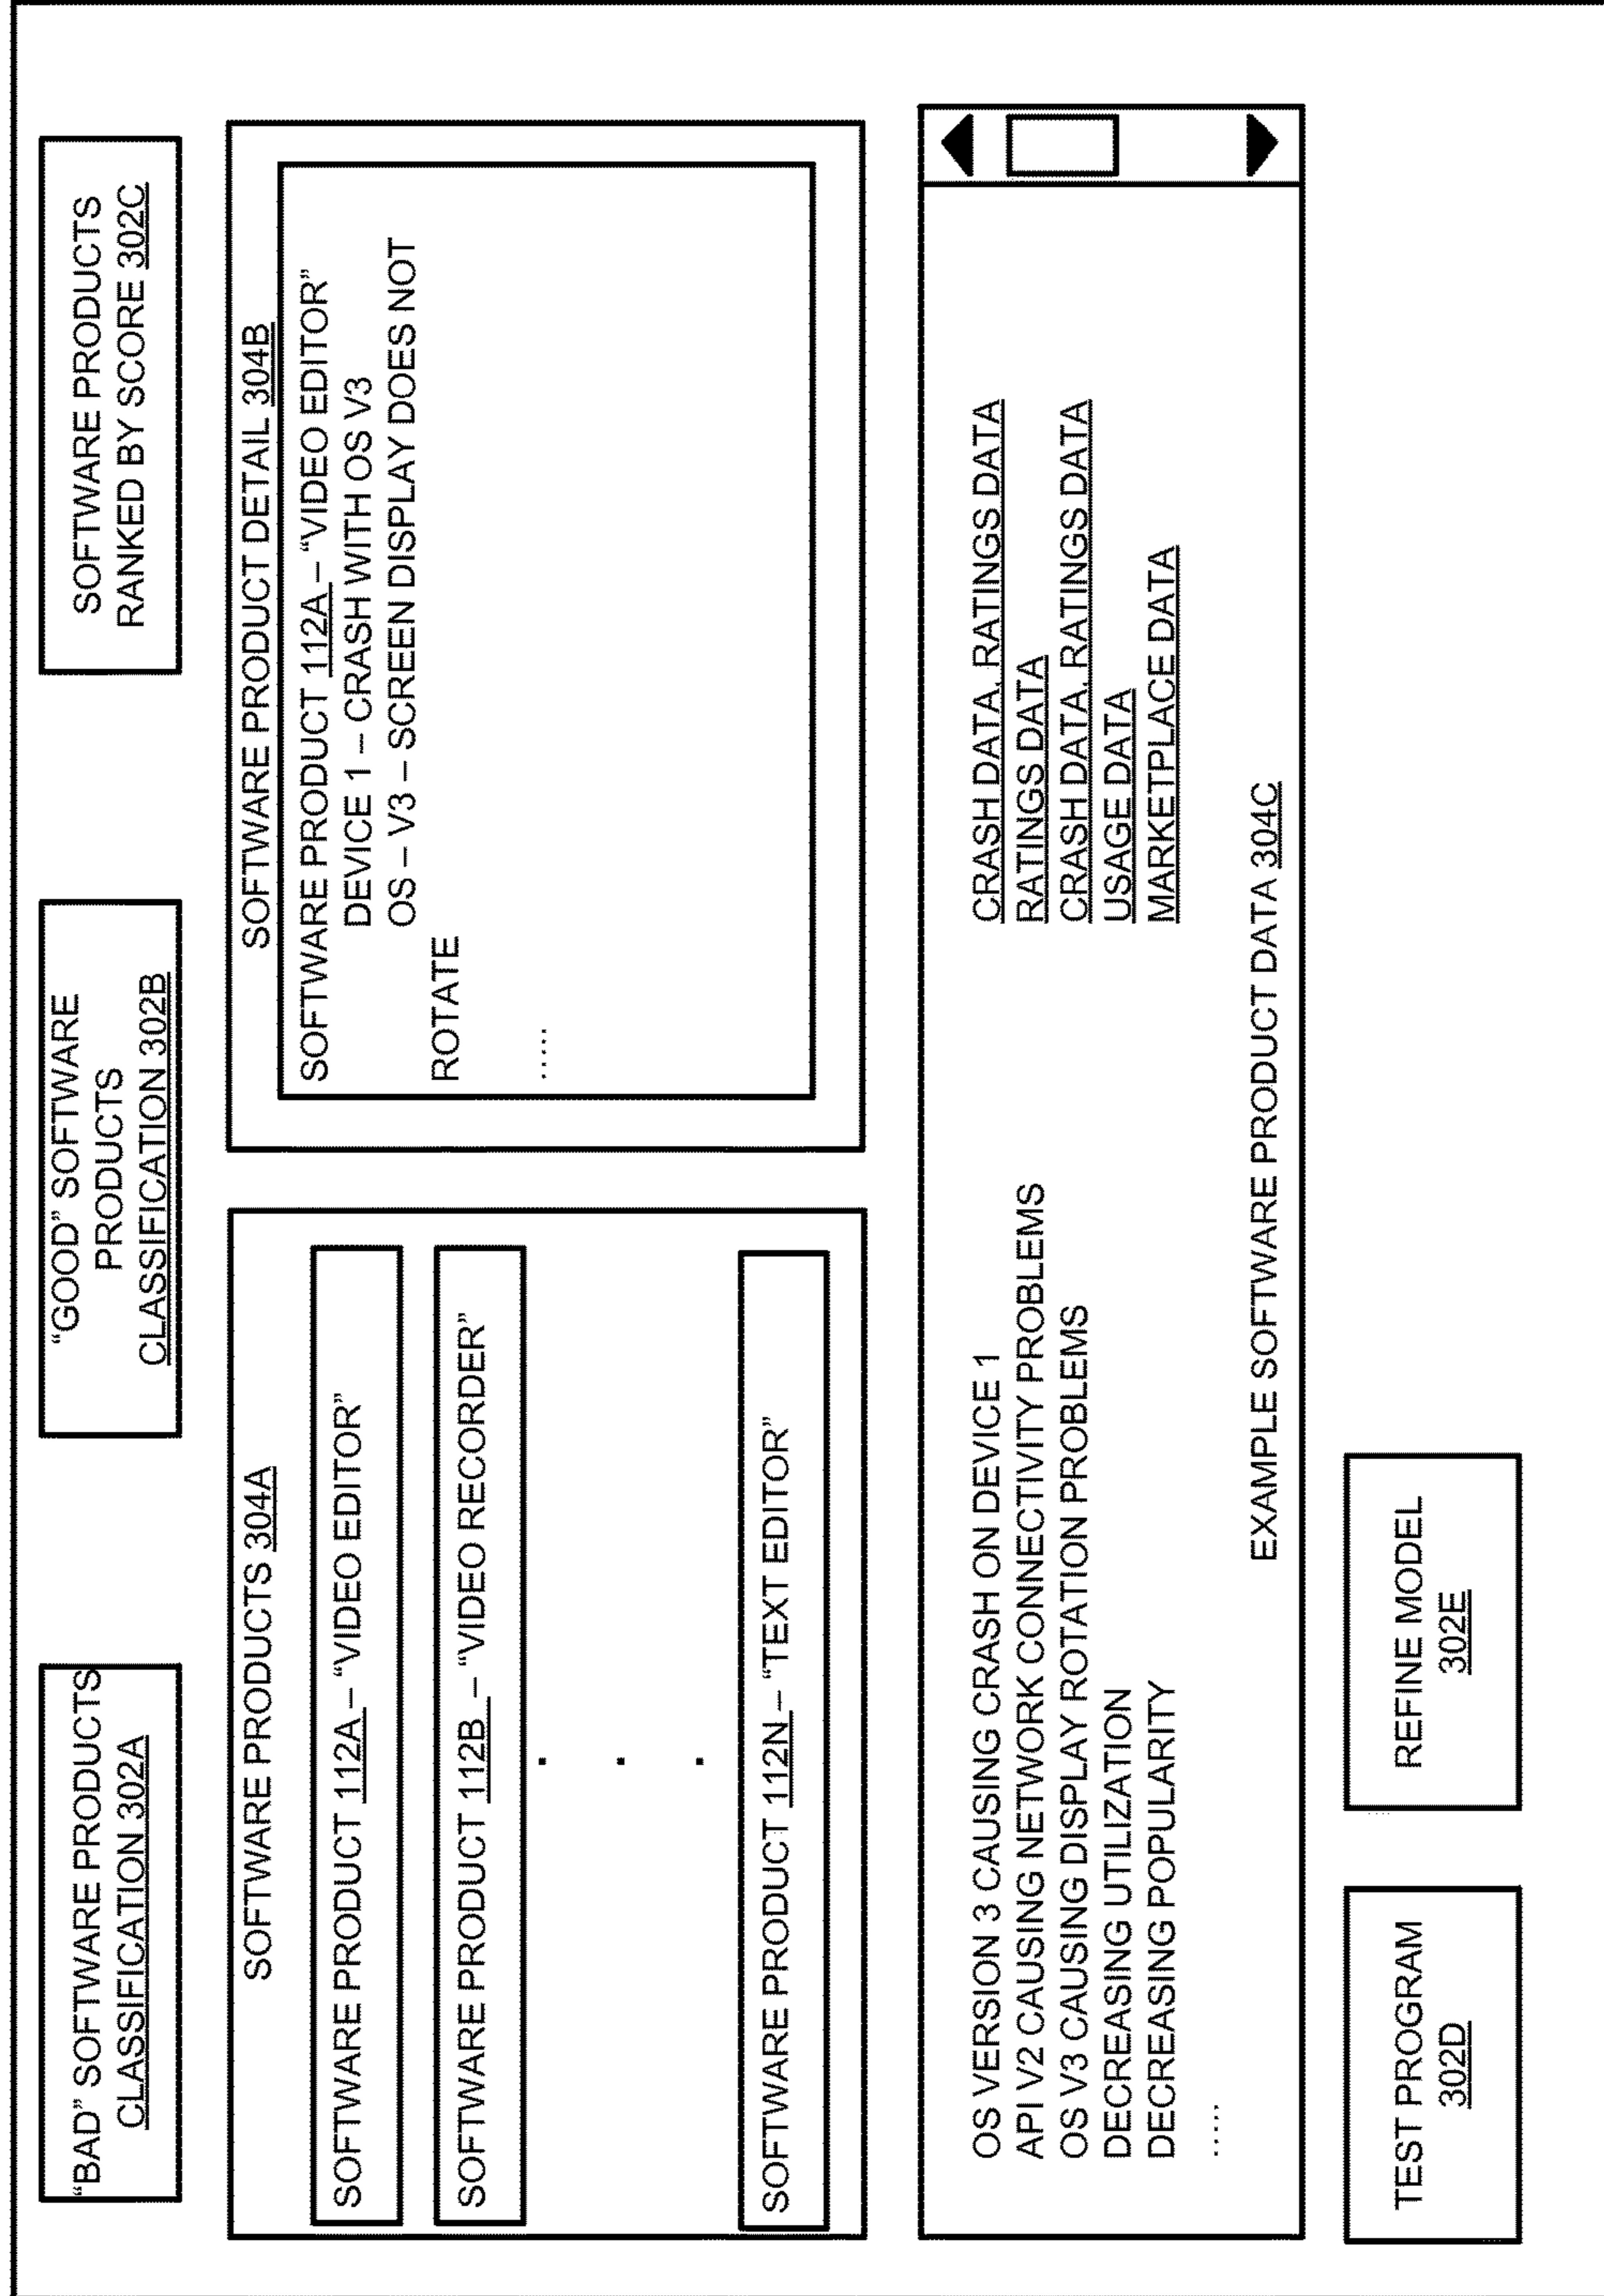 “BAD” SOFTWARE PRODUCTS
CLASSIFICATION 302A
“GOOD” SOFTWARE
PRODUCTS
CLASSIFICATION 302B
SOFTWARE PRODUCTS
RANKED BY SCORE 302C
SOFTWARE PRODUCTS 304A
SOFTWARE PRODUCT 112A – “VIDEO EDITOR”
SOFTWARE PRODUCT 112B – “VIDEO RECORDER”
.
.
.
SOFTWARE PRODUCT 112N – “TEXT EDITOR”
SOFTWARE PRODUCT DETAIL 304B
SOFTWARE PRODUCT 112A – “VIDEO EDITOR”
DEVICE 1 – CRASH WITH OS V3
OS – V3 – SCREEN DISPLAY DOES NOT
ROTATE
.....
OS VERSION 3 CAUSING CRASH ON DEVICE 1 CRASH DATA, RATINGS DATA
API V2 CAUSING NETWORK CONNECTIVITY PROBLEMS RATINGS DATA
OS V3 CAUSING DISPLAY ROTATION PROBLEMS CRASH DATA, RATINGS DATA
DECREASING UTILIZATION USAGE DATA
DECREASING POPULARITY MARKETPLACE DATA
.....
EXAMPLE SOFTWARE PRODUCT DATA 304C
TEST PROGRAM
302D
REFINE MODEL
302E